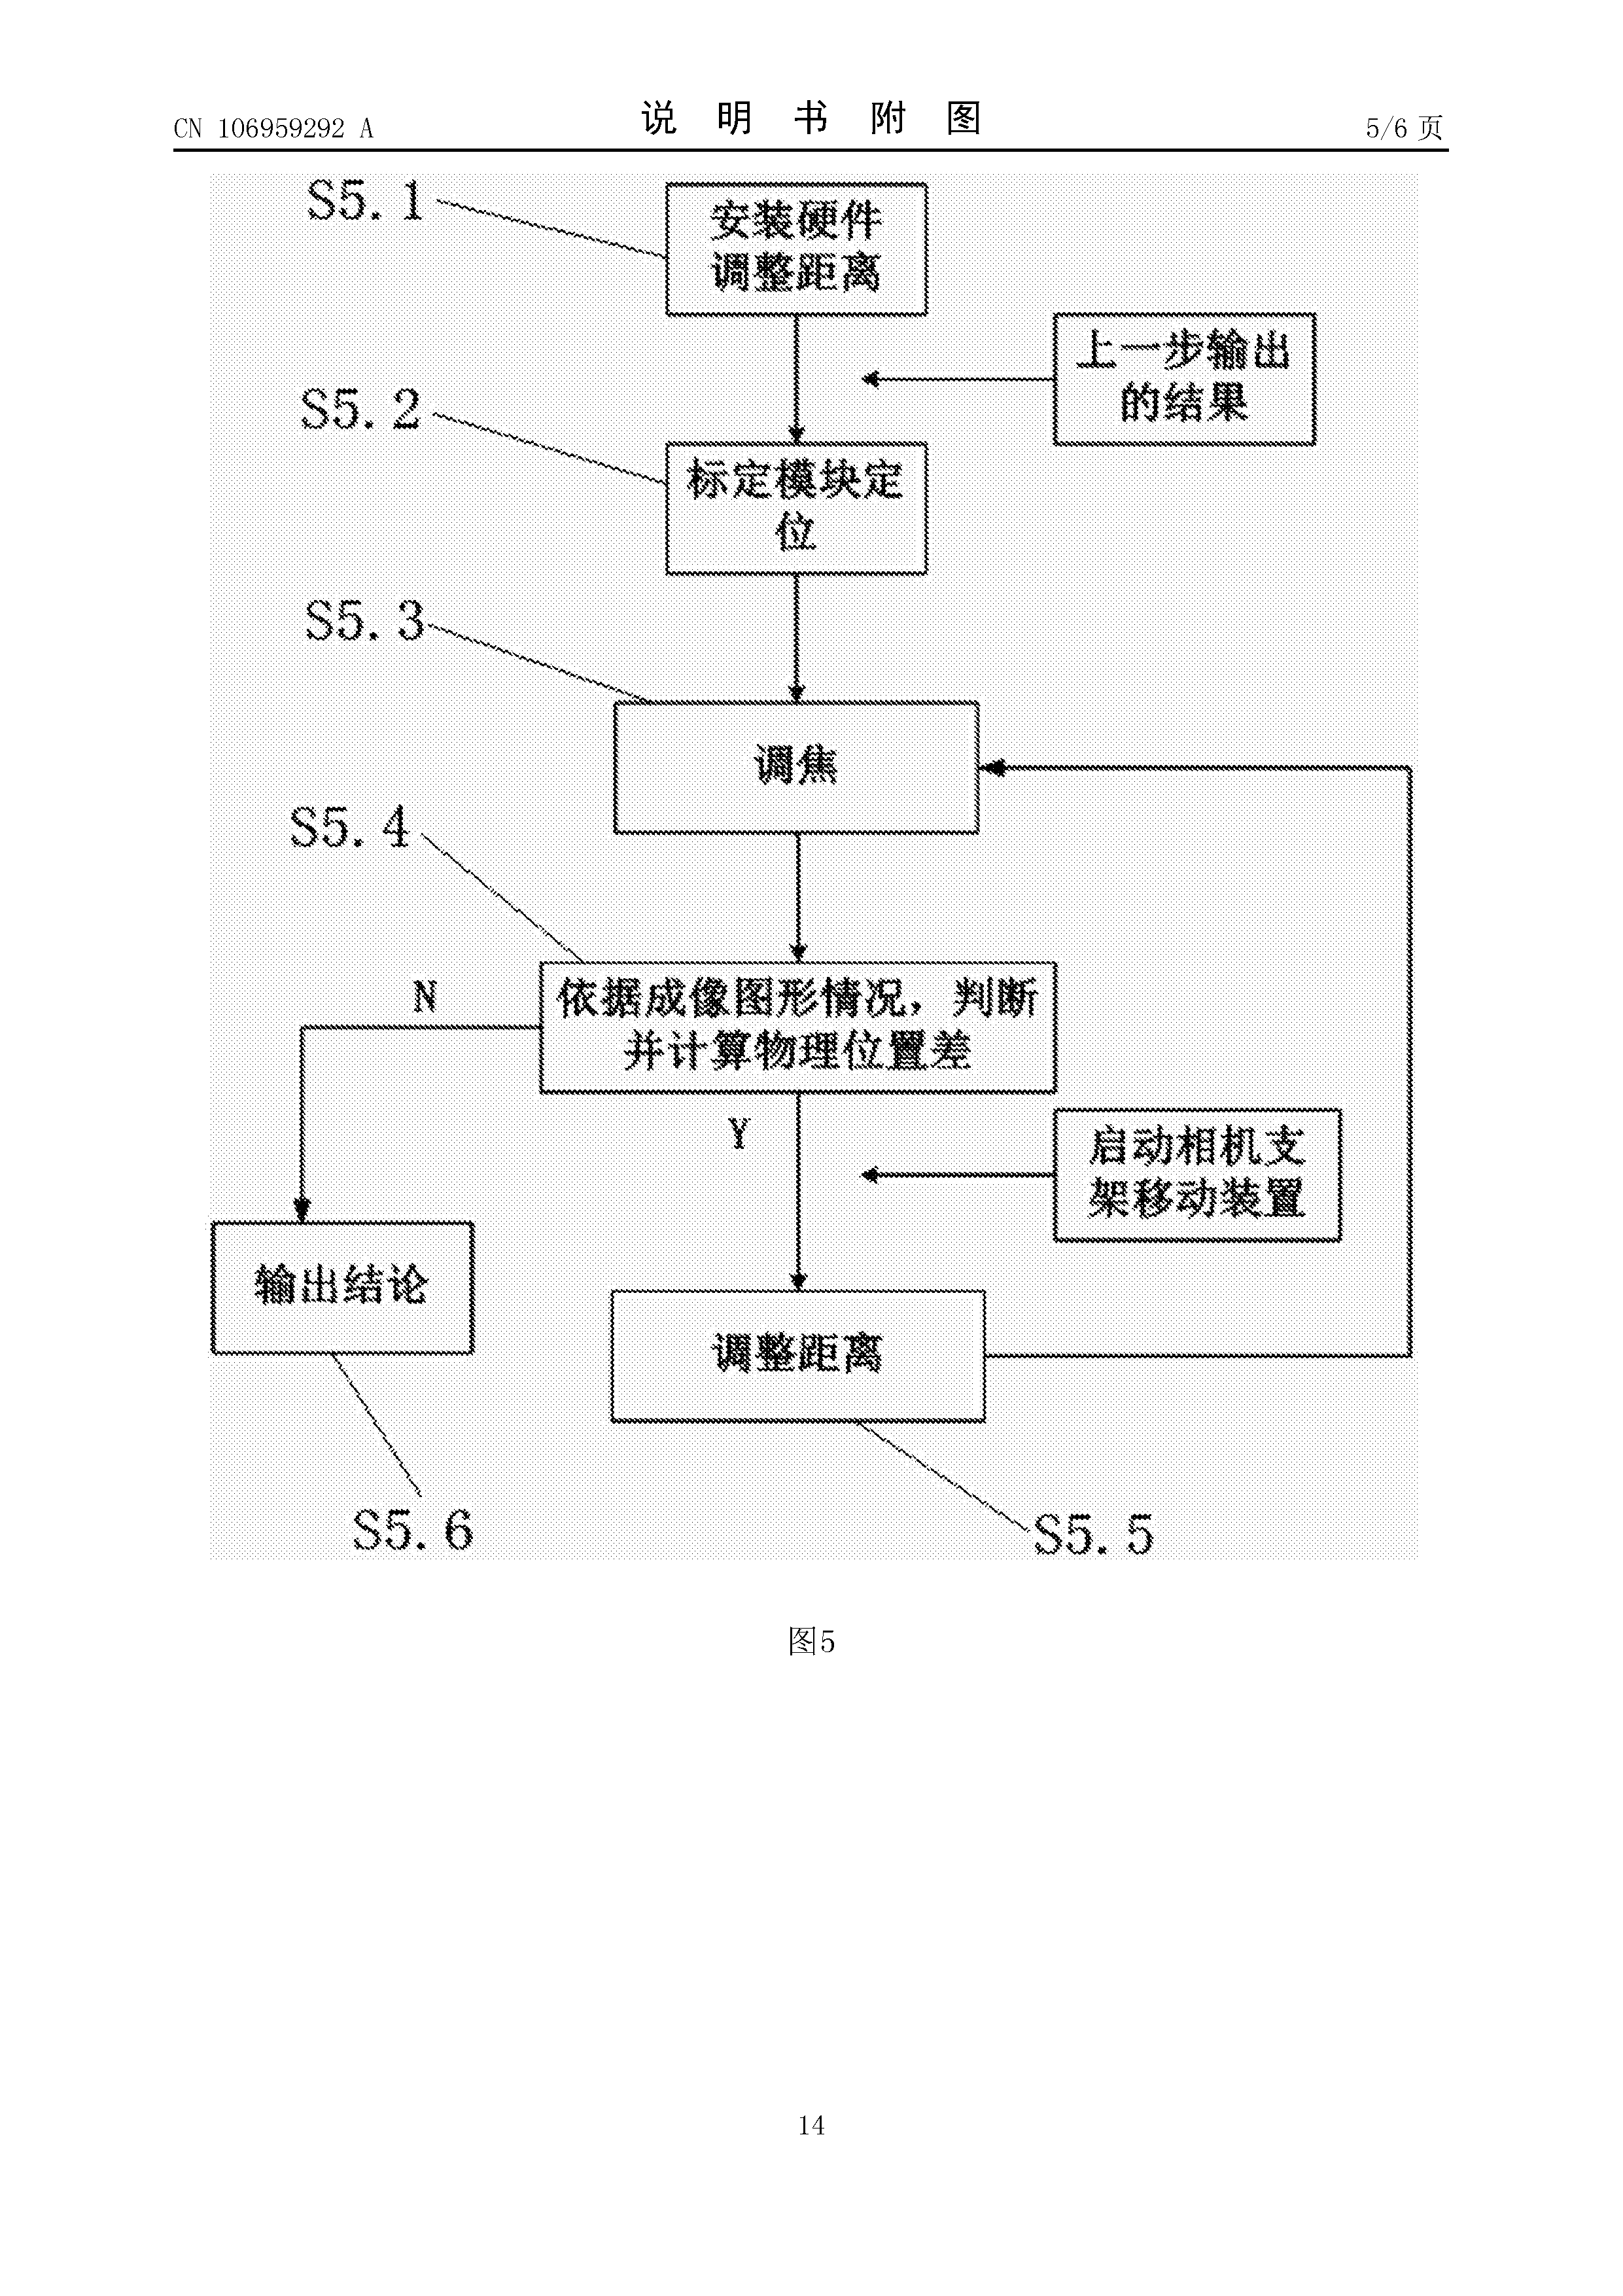 CN 106959292 A
说明书附图
5/6 页
S5.1
安装硬件
调整距离
上一步输出
的结果
S5.2
标定模块定
位
S5.3
调焦
S5.4
N
依据成像图形情况，判断
并计算物理位置差
Y
启动相机支
架移动装置
输出结论
调整距离
S5.6
S5.5
图5
14